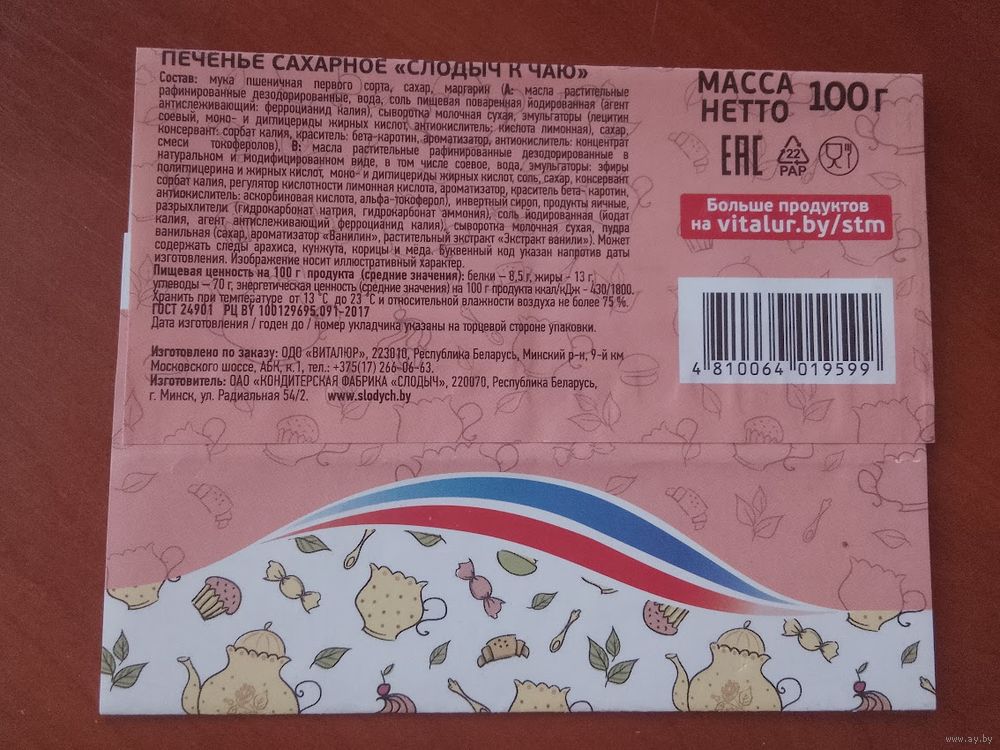 ПЕЧЕНЬЕ САХАРНОЕ «СЛОДЫЧ К ЧАЮ»
Состав: мука пшеничная первого сорта, сахар, маргарин (А: масла растительные
рафинированные дезодорированные, вода, соль пищевая поваренная йодированная (агент
антислеживающий: ферроцианид калия), сыворотка молочная сухая, эмульгаторы (лецитин
соевый, моно- и диглицериды жирных кислот, антиокислитель: кислота лимонная), сахар,
консервант: сорбат калия, краситель: бета-каротин, ароматизатор, антиокислитель: концентрат
смеси токоферолов), В: масла растительные рафинированные дезодорированные в
натуральном и модифицированном виде, в том числе соевое, вода, эмульгаторы: эфиры
полиглицерина и жирных кислот, моно- и диглицериды жирных кислот, соль, сахар, консервант
сорбат калия, регулятор кислотности лимонная кислота, ароматизатор, краситель бета- каротин,
антиокислитель: аскорбиновая кислота, альфа-токоферол), инвертный сироп, продукты яичные,
разрыхлители (гидрокарбонат натрия, гидрокарбонат аммония), соль йодированная (йодат
калия, агент антислеживающий ферроцианид калия), сыворотка молочная сухая, пудра
ванильная (сахар, ароматизатор «Ванилин», растительный экстракт «Экстракт ванили»). Может
содержать следы арахиса, кунжута, корицы и меда. Буквенный код указан напротив даты
изготовления. Изображение носит иллюстративный характер.
Пищевая ценность на 100 г продукта (средние значения): белки – 8,5 г, жиры - 13 г,
углеводы – 70 г, энергетическая ценность (средние значения) на 100 г продукта ккал/кДж - 430/1800.
Хранить при температуре от 13 °С до 23 °С и относительной влажности воздуха не более 75 %.
ГОСТ 24901 РЦ BY 100129695.091-2017
Дата изготовления / годен до / номер укладчика указаны на торцевой стороне упаковки.
Изготовлено по заказу: ОДО «ВИТАЛЮР», 223010, Республика Беларусь, Минский р-н, 9-й км
Московского шоссе, АБК, к.1, тел.: +375(17) 266-06-63.
Изготовитель: ОАО «КОНДИТЕРСКАЯ ФАБРИКА «СЛОДЫЧ», 220070, Республика Беларусь,
г. Минск, ул. Радиальная 54/2. www.slodych.by
МАССА
НЕТТО 100 г
EAC 22
PAP
Больше продуктов
на vitalur.by/stm
4 810064 019599
www.ay.by